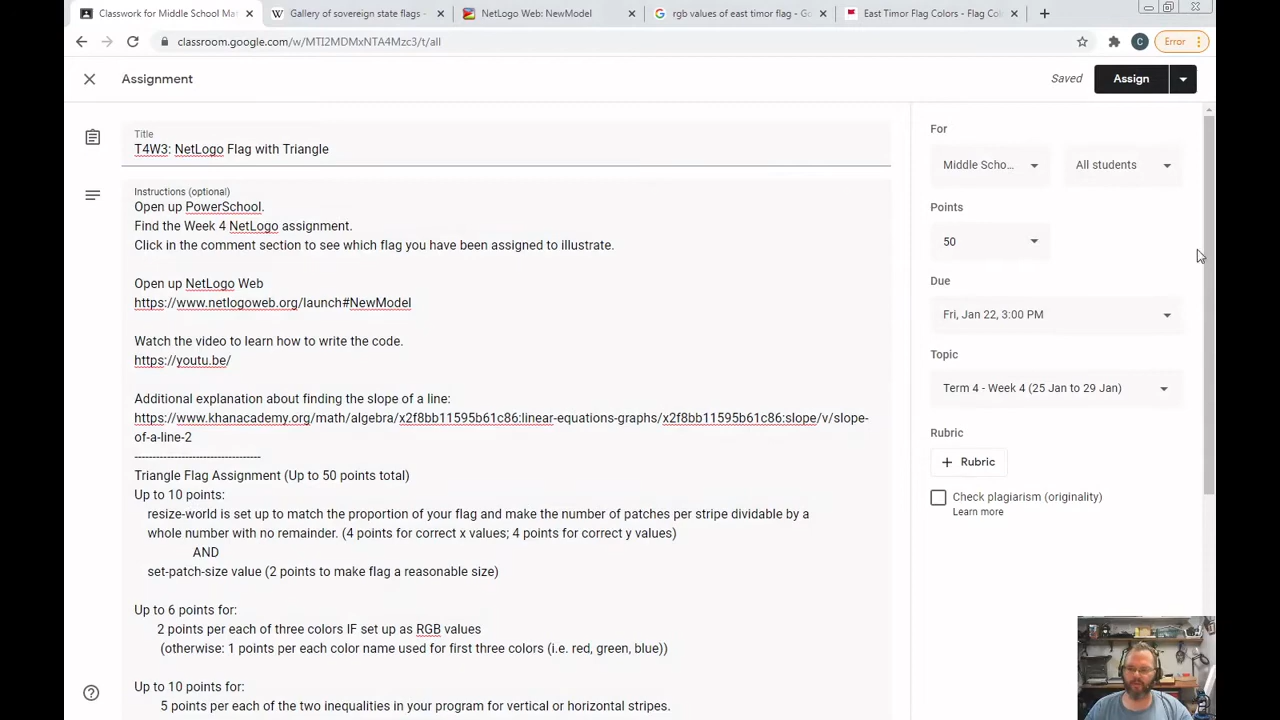 Classwork for Middle School Mat
Gallery of sovereign state flags -
NetLogo Web: NewModel
rgb values of east timor flag - Go
East Timor Flag Colors - Flag Col
classroom.google.com/w/MTI2MDMxNTA4Mzc3/t/all
C
Error
Assignment
Saved
Assign
Title
T4W3: NetLogo Flag with Triangle
Instructions (optional)
Open up PowerSchool.
Find the Week 4 NetLogo assignment.
Click in the comment section to see which flag you have been assigned to illustrate.
Open up NetLogo Web
https://www.netlogoweb.org/launch#NewModel
Watch the video to learn how to write the code.
https://youtu.be/
Additional explanation about finding the slope of a line:
https://www.khanacademy.org/math/algebra/x2f8bb11595b61c86:linear-equations-graphs/x2f8bb11595b61c86:slope/v/slope-
of-a-line-2
-----------------------------------
Triangle Flag Assignment (Up to 50 points total)
Up to 10 points:
resize-world is set up to match the proportion of your flag and make the number of patches per stripe dividable by a
whole number with no remainder. (4 points for correct x values; 4 points for correct y values)
AND
set-patch-size value (2 points to make flag a reasonable size)
Up to 6 points for:
2 points per each of three colors IF set up as RGB values
(otherwise: 1 points per each color name used for first three colors (i.e. red, green, blue))
Up to 10 points for:
5 points per each of the two inequalities in your program for vertical or horizontal stripes.
For
Middle Scho...
All students
Points
50
Due
Fri, Jan 22, 3:00 PM
Topic
Term 4 - Week 4 (25 Jan to 29 Jan)
Rubric
+ Rubric
Check plagiarism (originality)
Learn more